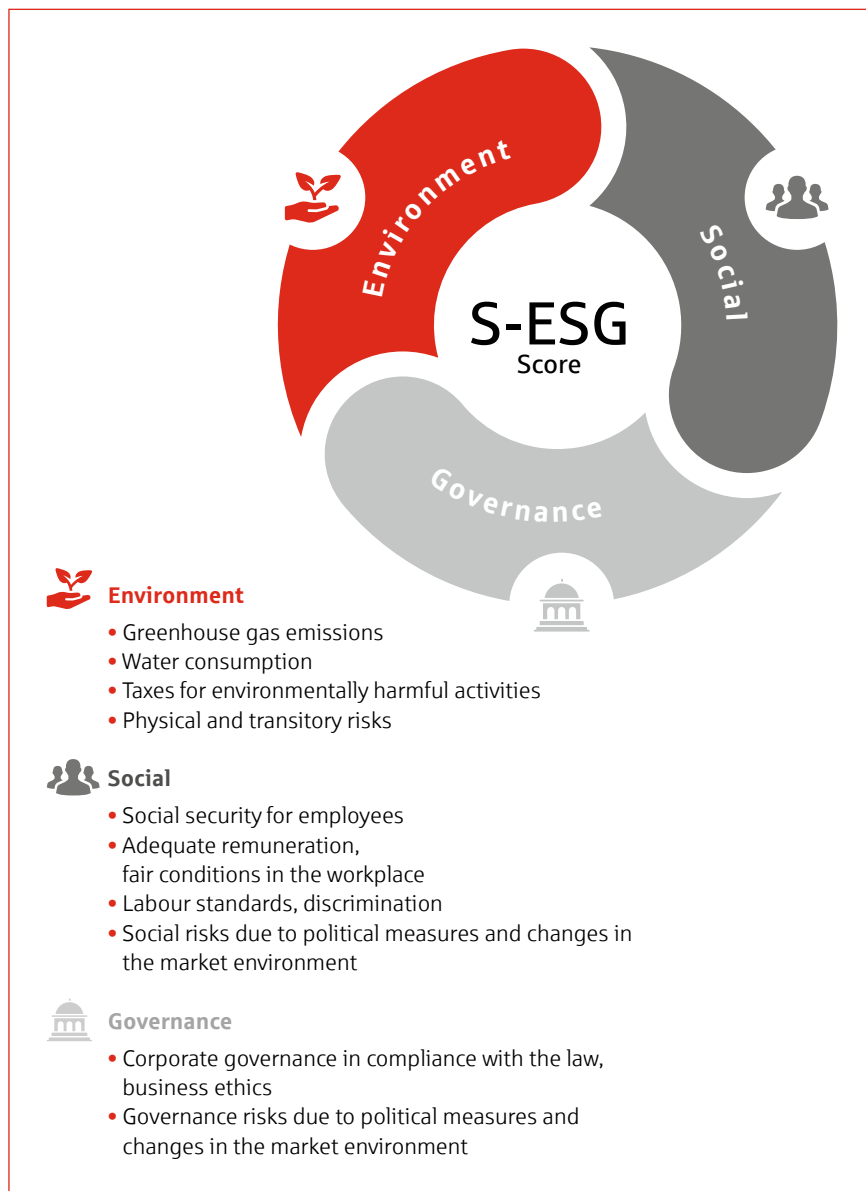 Environment
Social
S-ESG
Score
Governance
Environment
• Greenhouse gas emissions
• Water consumption
• Taxes for environmentally harmful activities
• Physical and transitory risks
Social
• Social security for employees
• Adequate remuneration,
fair conditions in the workplace
• Labour standards, discrimination
• Social risks due to political measures and changes in
the market environment
Governance
• Corporate governance in compliance with the law,
business ethics
• Governance risks due to political measures and
changes in the market environment